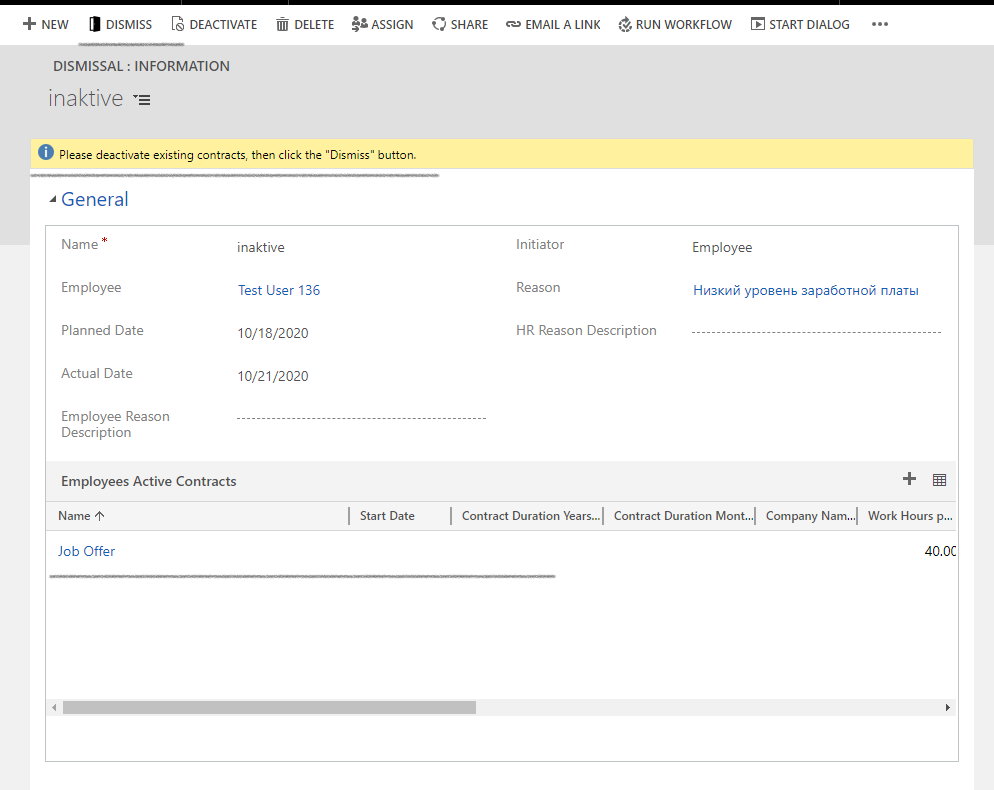 NEW DISMISS DEACTIVATE DELETE ASSIGN SHARE EMAIL A LINK RUN WORKFLOW START DIALOG •••
DISMISSAL : INFORMATION
inaktive
Please deactivate existing contracts, then click the "Dismiss" button.
General
Name * inaktive Initiator Employee
Employee Test User 136 Reason Низкий уровень заработной платы
Planned Date 10/18/2020 HR Reason Description
Actual Date 10/21/2020
Employee Reason
Description
Employees Active Contracts
Name Start Date Contract Duration Years... Contract Duration Mont... Company Nam... Work Hours p...
Job Offer 40.00